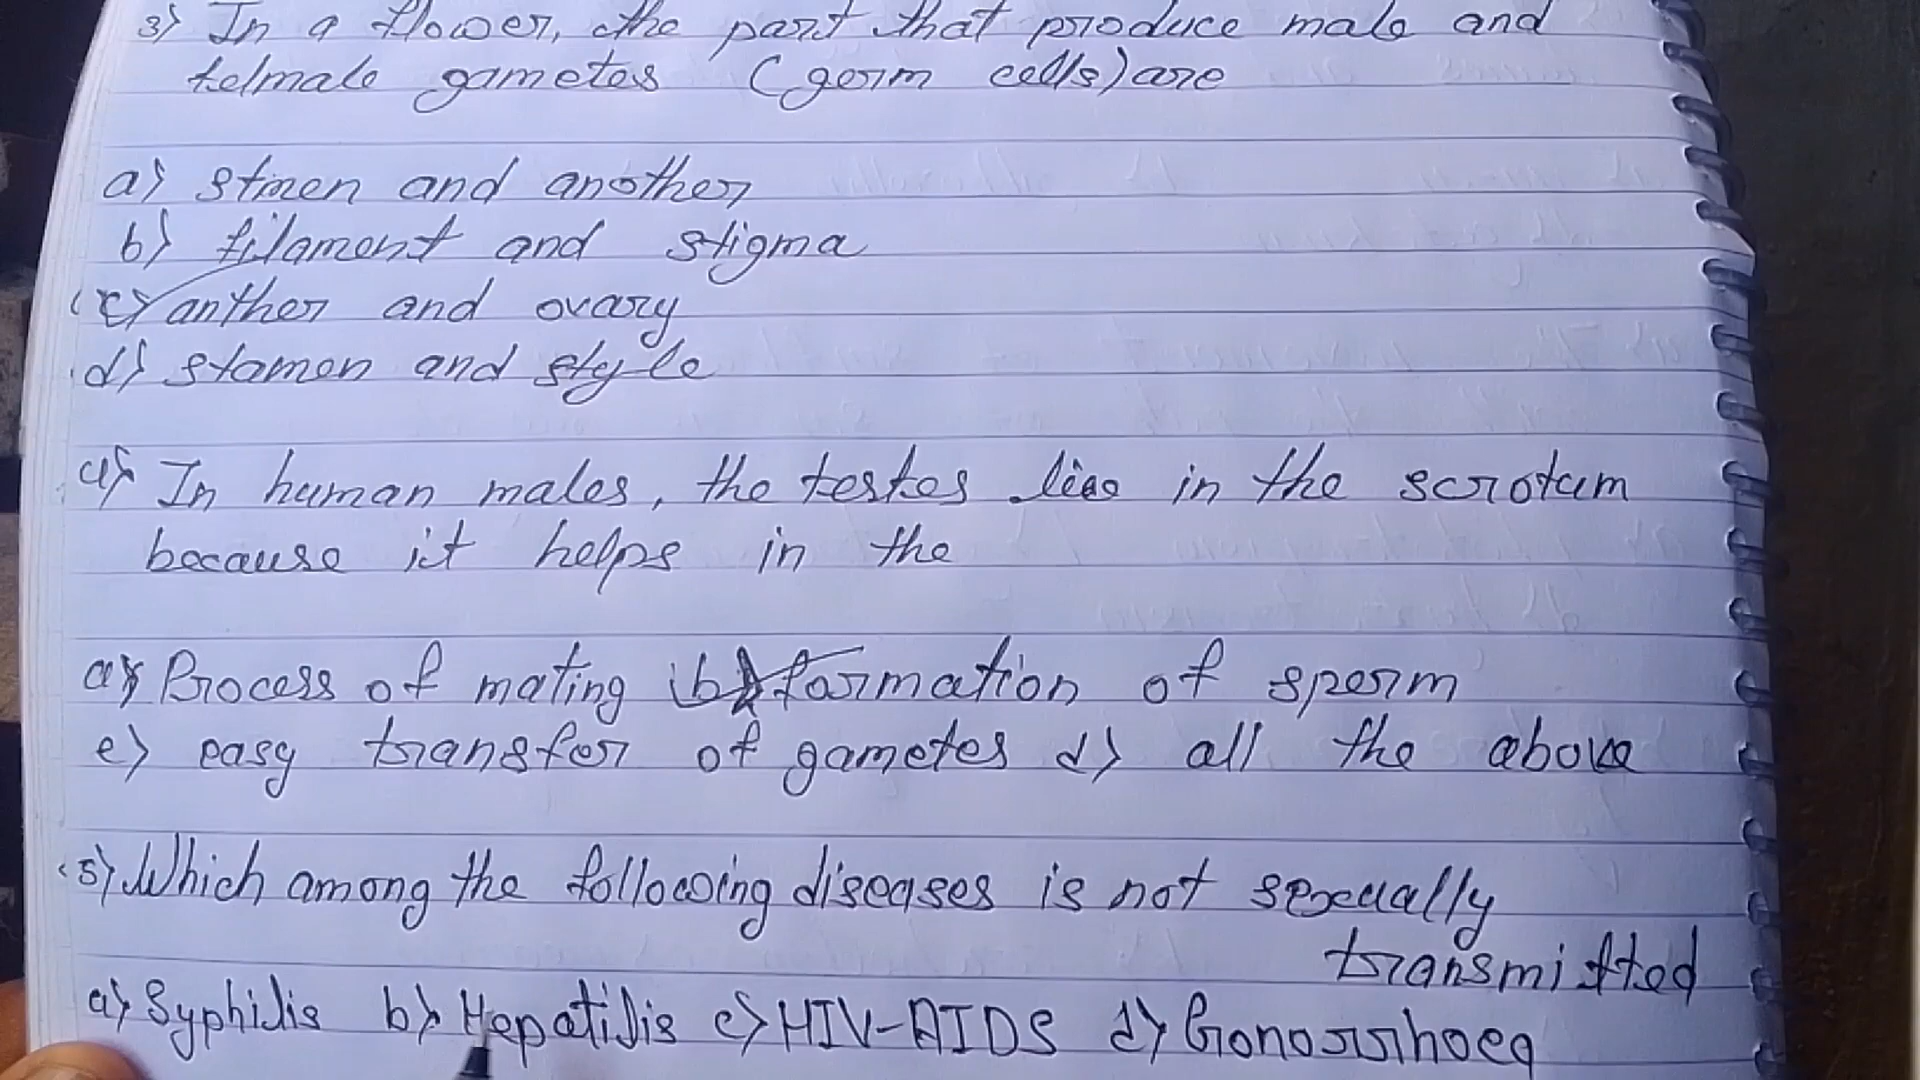 3) In a flower, the part that produce male and
felmale gametes (germ cells) are
a) stmen and another
b) filament and stigma
(c) anther and ovary
d) stamen and style
4) In human males, the testes lies in the scrotum
because it helps in the
a) Process of mating (b) formation of sperm
c) easy transfer of gametes d) all the above
5) Which among the following diseases is not sexually
transmitted
a) Syphilis b) Hepatitis c) HIV-AIDS d) Gonorrhoea